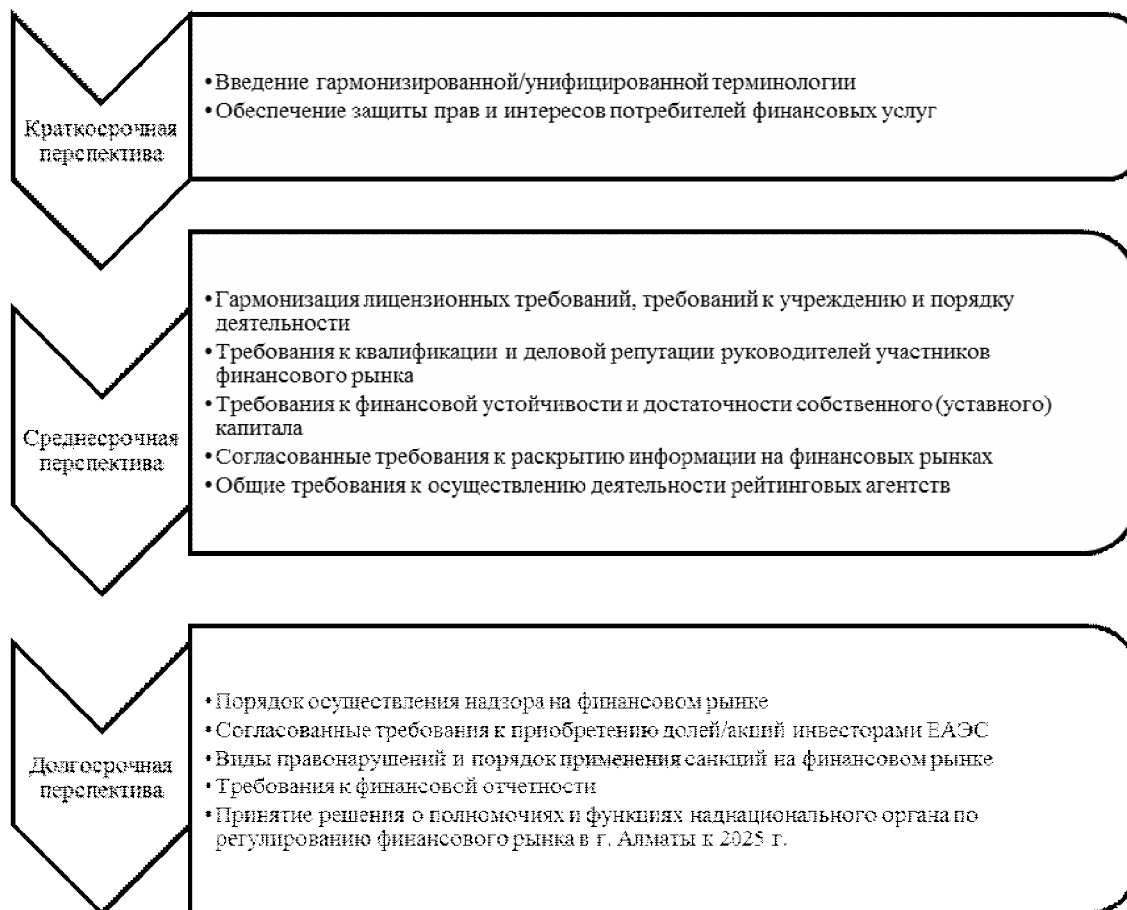 Краткосрочная
перспектива
• Введение гармонизированной/унифицированной терминологии
• Обеспечение защиты прав и интересов потребителей финансовых услуг
Среднесрочная
перспектива
• Гармонизация лицензионных требований, требований к учреждению и порядку
деятельности
• Требования к квалификации и деловой репутации руководителей участников
финансового рынка
• Требования к финансовой устойчивости и достаточности собственного (уставного)
капитала
• Согласованные требования к раскрытию информации на финансовых рынках
• Общие требования к осуществлению деятельности рейтинговых агентств
Долгосрочная
перспектива
• Порядок осуществления надзора на финансовом рынке
• Согласованные требования к приобретению долей/акций инвесторами ЕАЭС
• Виды правонарушений и порядок применения санкций на финансовом рынке
• Требования к финансовой отчетности
• Принятие решения о полномочиях и функциях наднационального органа по
регулированию финансового рынка в г. Алматы к 2025 г.